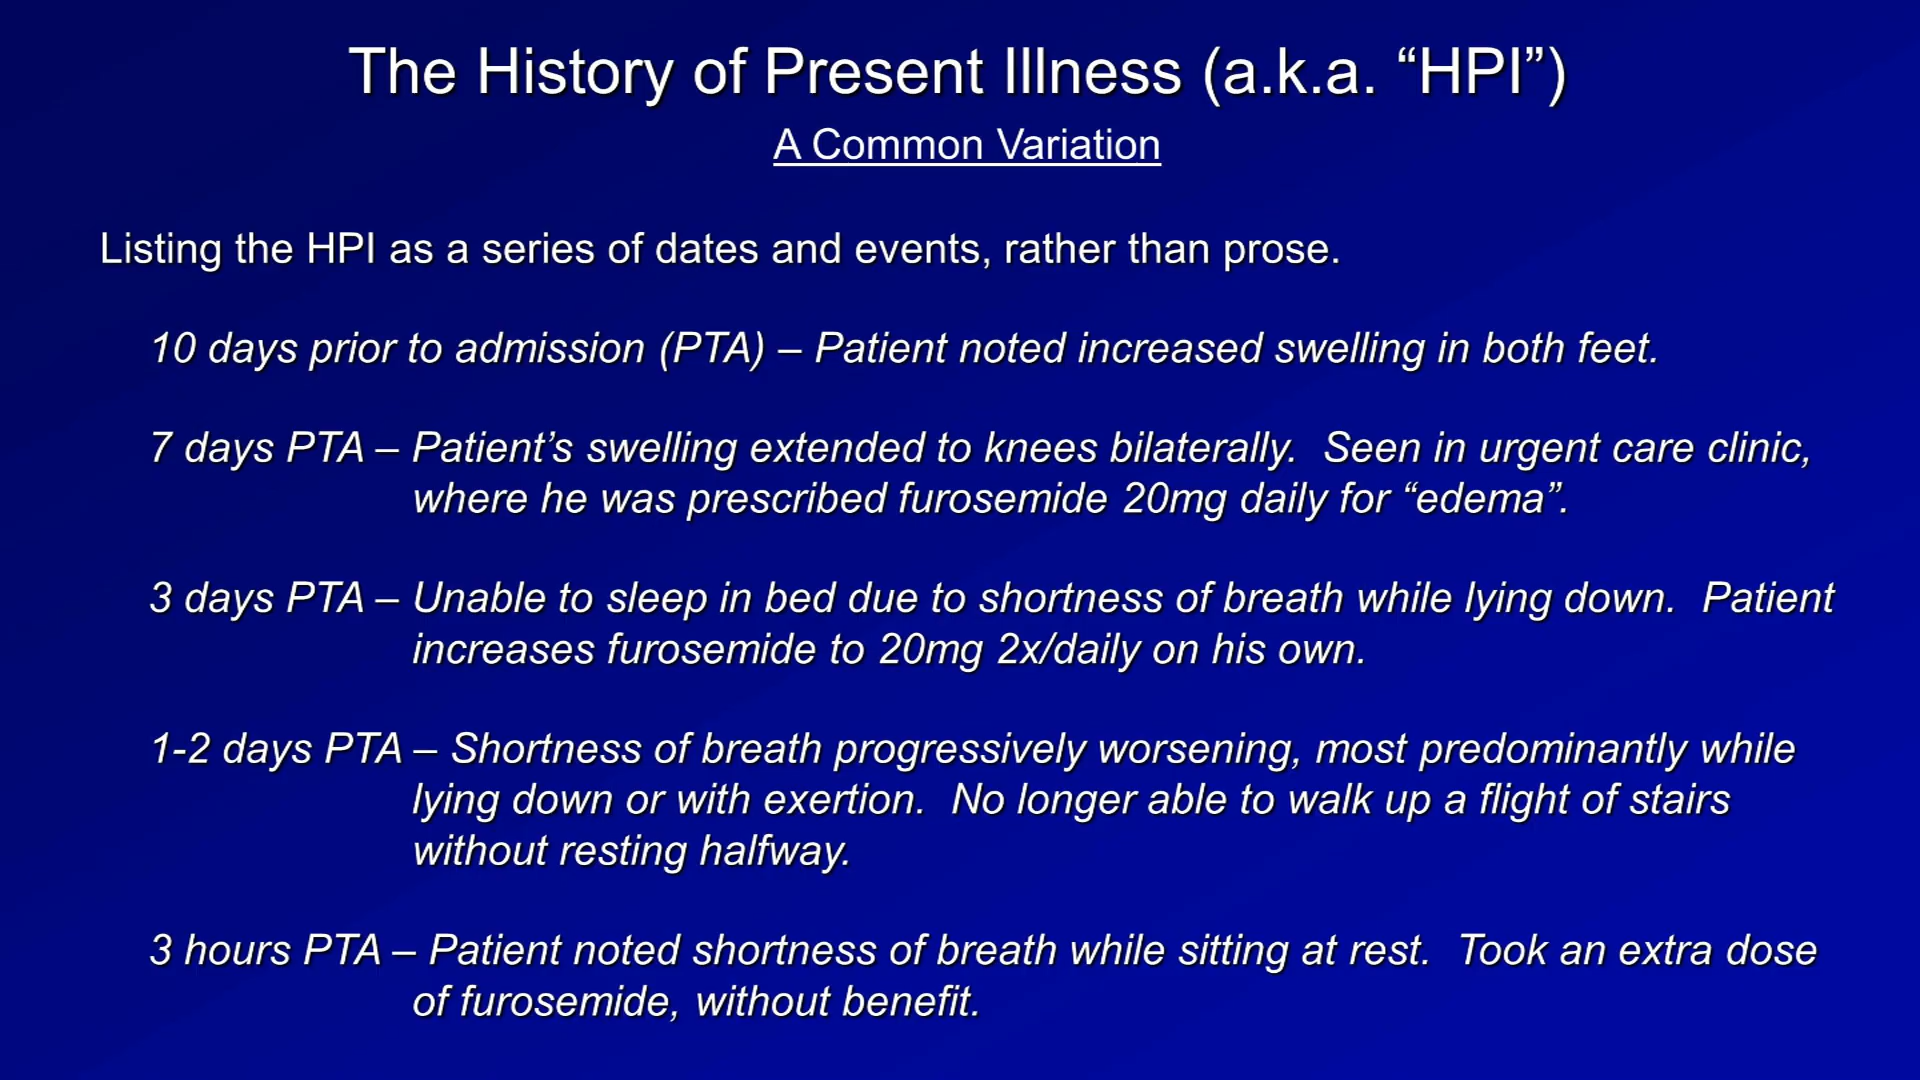 The History of Present Illness (a.k.a. “HPI”)
A Common Variation
Listing the HPI as a series of dates and events, rather than prose.
10 days prior to admission (PTA) – Patient noted increased swelling in both feet.
7 days PTA – Patient’s swelling extended to knees bilaterally.  Seen in urgent care clinic,
where he was prescribed furosemide 20mg daily for “edema”.
3 days PTA – Unable to sleep in bed due to shortness of breath while lying down.  Patient
increases furosemide to 20mg 2x/daily on his own.
1-2 days PTA – Shortness of breath progressively worsening, most predominantly while
lying down or with exertion.  No longer able to walk up a flight of stairs
without resting halfway.
3 hours PTA – Patient noted shortness of breath while sitting at rest.  Took an extra dose
of furosemide, without benefit.